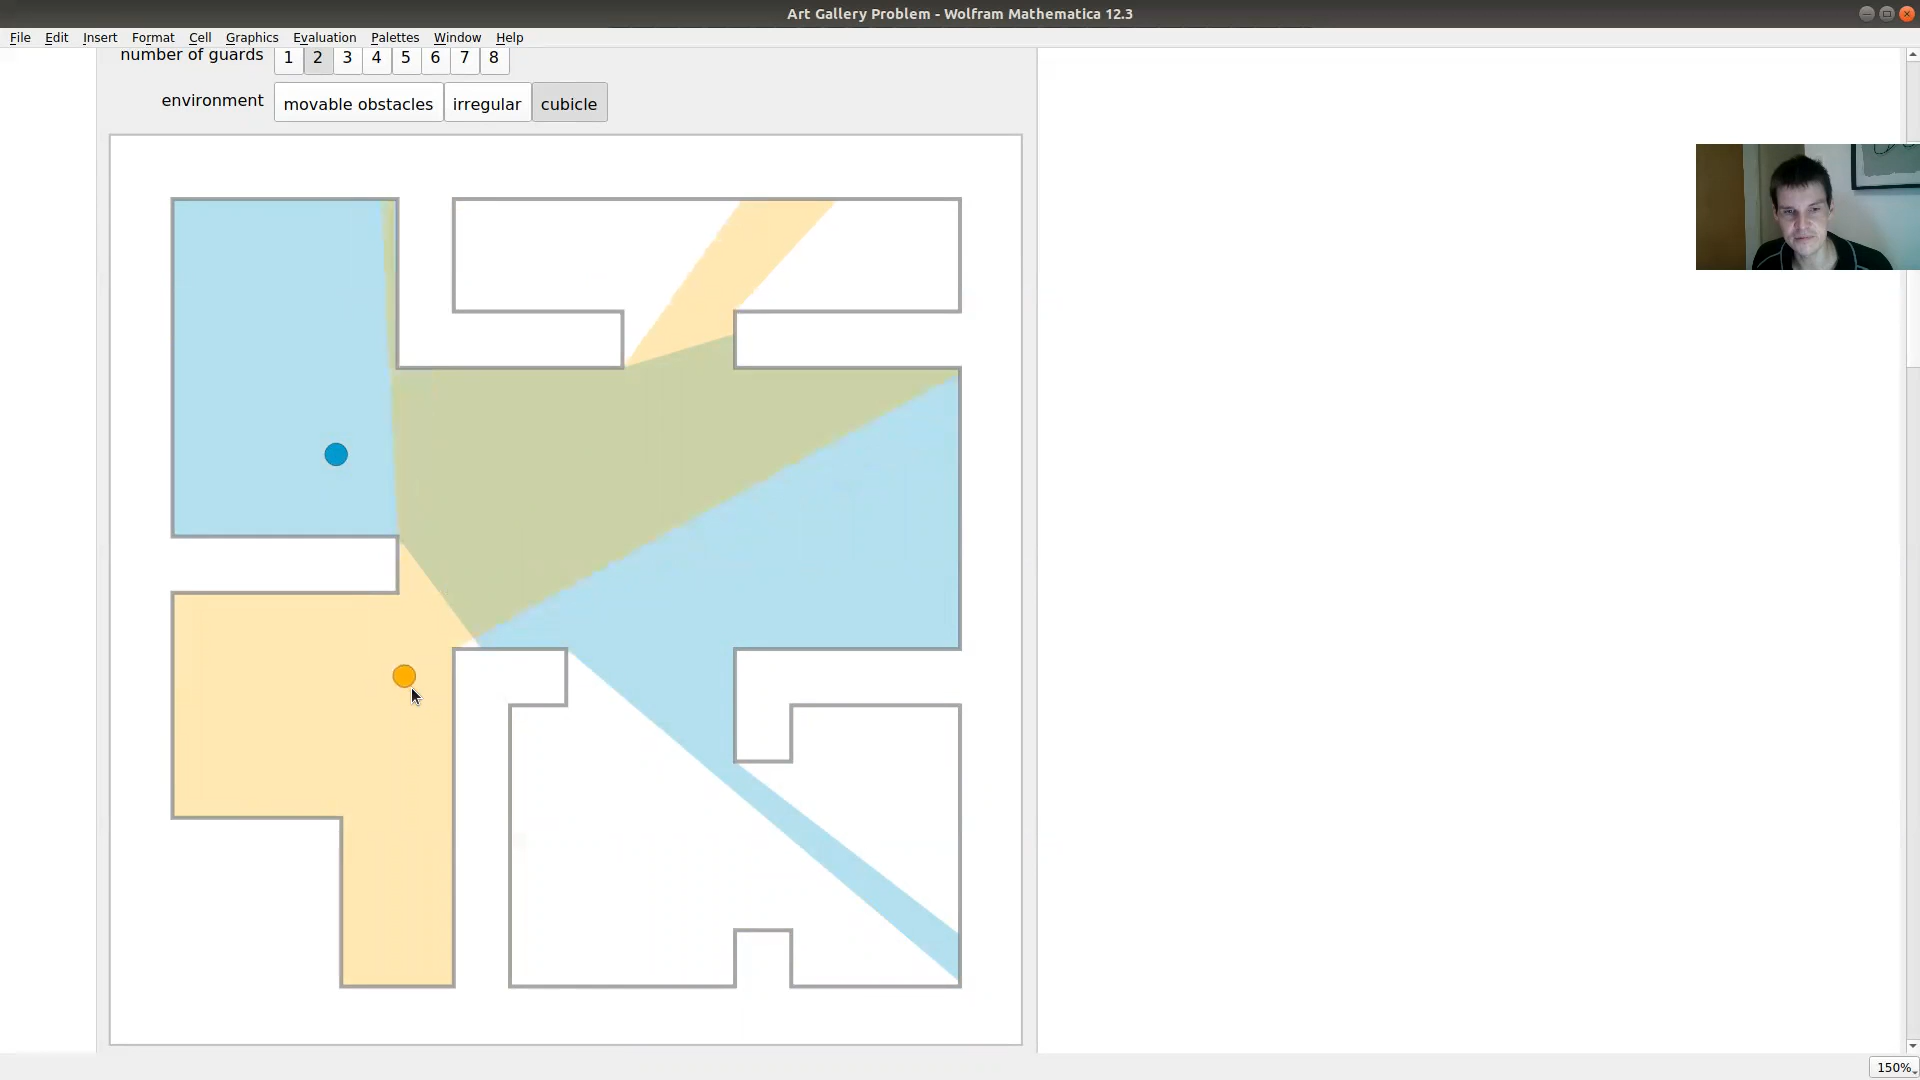 Art Gallery Problem - Wolfram Mathematica 12.3
File Edit Insert Format Cell Graphics Evaluation Palettes Window Help
number of guards 1 2 3 4 5 6 7 8
environment movable obstacles irregular cubicle
150%